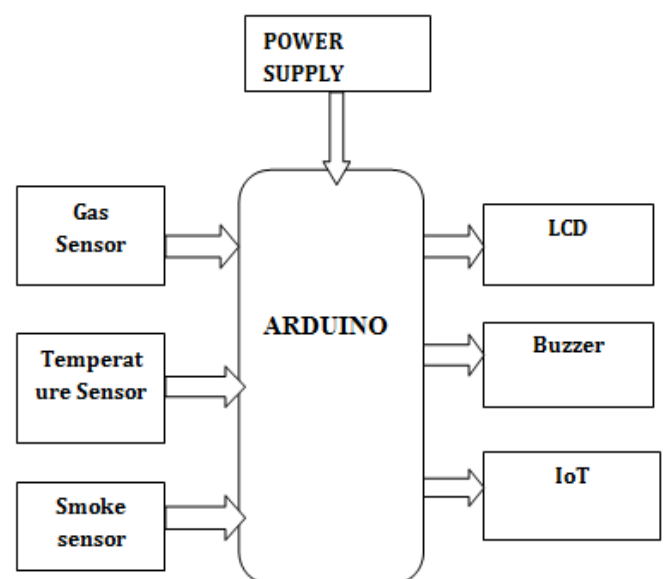 POWER
SUPPLY
Gas
Sensor
LCD
ARDUINO
Temperat
ure Sensor
Buzzer
Smoke
sensor
IoT